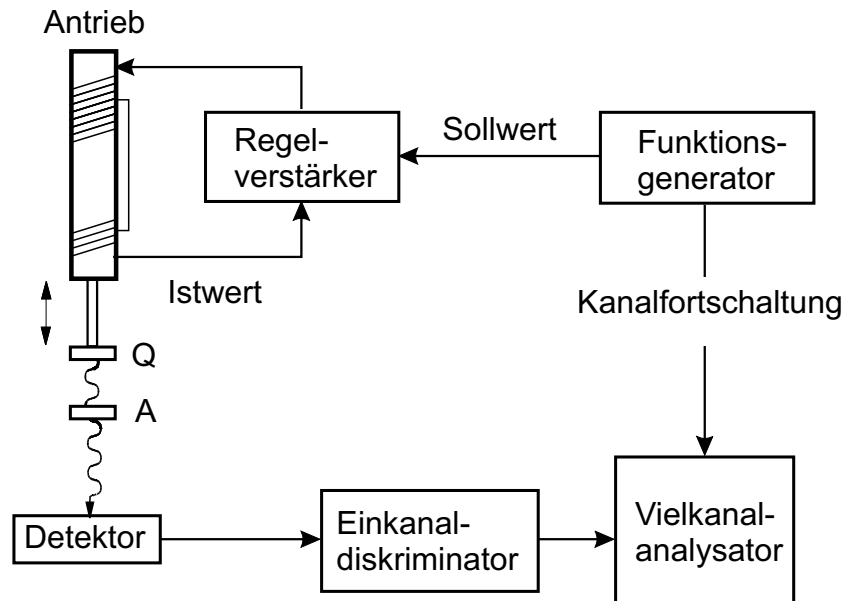 Antrieb
Regel-
verstärker
Sollwert
Funktions-
generator
Istwert
Kanalfortschaltung
Q
A
Detektor
Einkanal-
diskriminator
Vielkanal-
analysator